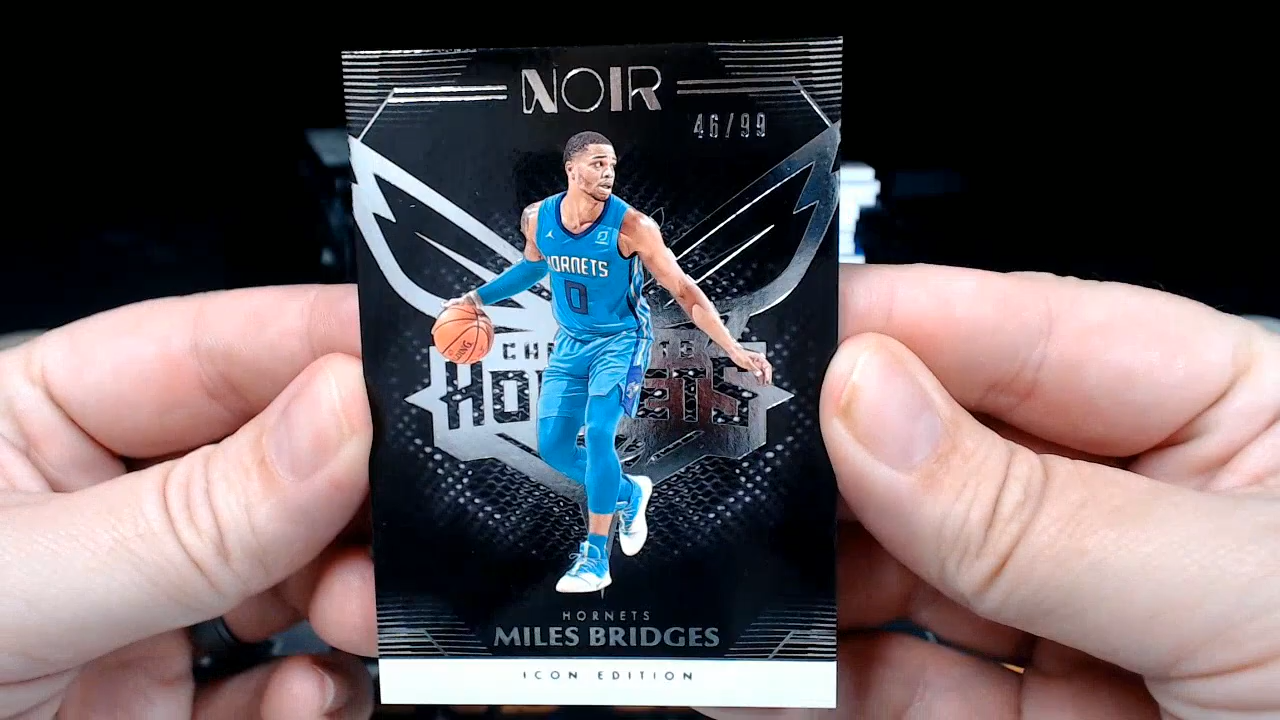 NOIR
46/99
HORNETS
0
HORNETS
MILES BRIDGES
ICON EDITION